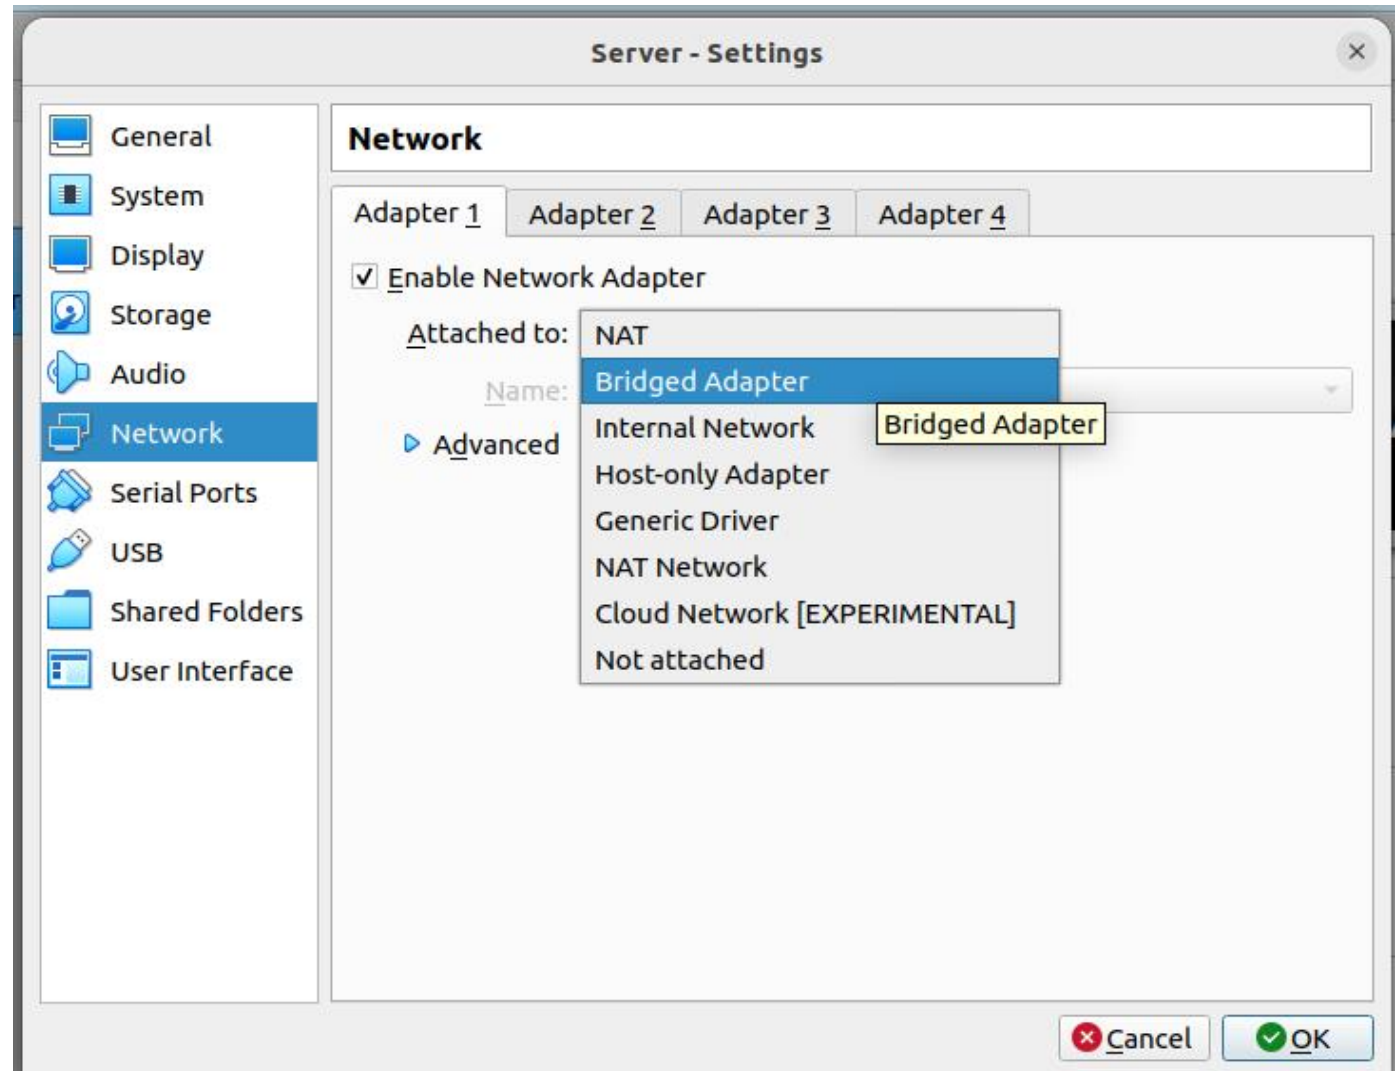 Server - Settings
General
System
Display
Storage
Audio
Network
Serial Ports
USB
Shared Folders
User Interface
Network
Adapter 1 Adapter 2 Adapter 3 Adapter 4
Enable Network Adapter
Attached to:
NAT
Bridged Adapter
Internal Network
Host-only Adapter
Generic Driver
NAT Network
Cloud Network [EXPERIMENTAL]
Not attached
Bridged Adapter
Name:
Advanced
Cancel OK